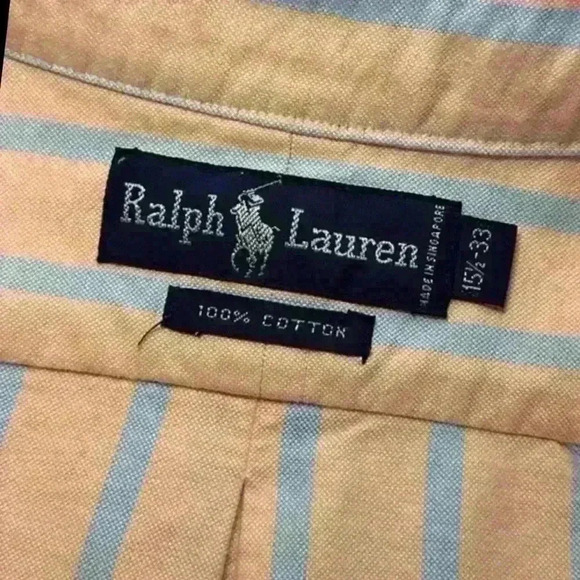 Ralph Lauren
MADE IN SINGAPORE
15½-33
100% COTTON